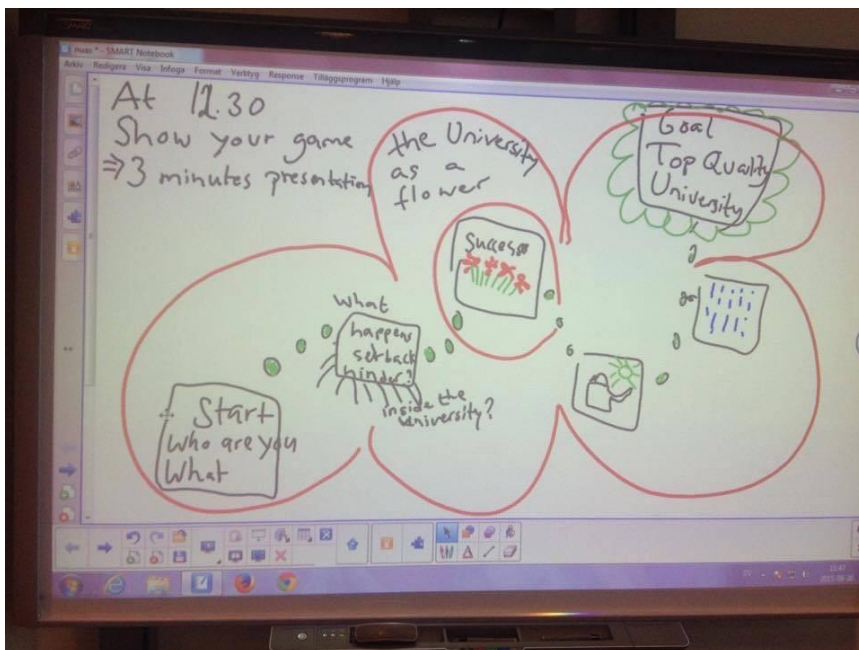 nuas * - SMART Notebook
Arkiv Redigera Visa Infoga Format Verktyg Response Tilläggsprogram Hjälp
At 12.30
Show your game
⇒ 3 minutes presentation
the University
as a
flower
Goal
Top Quality
University
Success
What
happens
setback
hinder?
inside the
University?
Start
Who are you
What